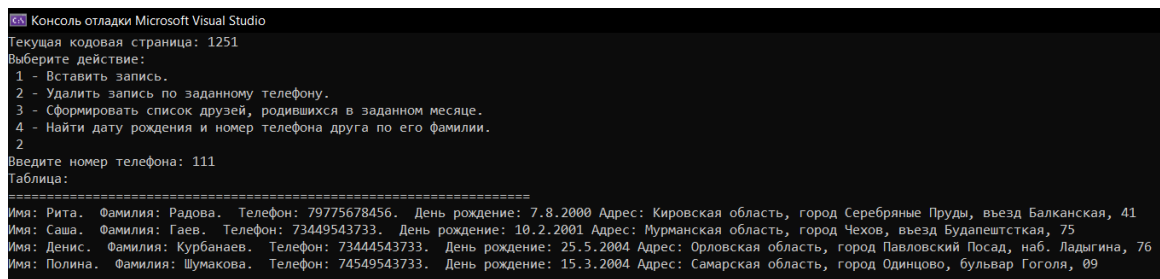 Консоль отладки Microsoft Visual Studio
Текущая кодовая страница: 1251
Выберите действие:
1 - Вставить запись.
2 - Удалить запись по заданному телефону.
3 - Сформировать список друзей, родившихся в заданном месяце.
4 - Найти дату рождения и номер телефона друга по его фамилии.
2
Введите номер телефона: 111
Таблица:
====================================================================
Имя: Рита.  Фамилия: Радова.  Телефон: 79775678456.  День рождение: 7.8.2000 Адрес: Кировская область, город Серебряные Пруды, въезд Балканская, 41
Имя: Саша.  Фамилия: Гаев.  Телефон: 73449543733.  День рождение: 10.2.2001 Адрес: Мурманская область, город Чехов, въезд Будапештсткая, 75
Имя: Денис.  Фамилия: Курбанаев.  Телефон: 73444543733.  День рождение: 25.5.2004 Адрес: Орловская область, город Павловский Посад, наб. Ладыгина, 76
Имя: Полина.  Фамилия: Шумакова.  Телефон: 74549543733.  День рождение: 15.3.2004 Адрес: Самарская область, город Одинцово, бульвар Гоголя, 09